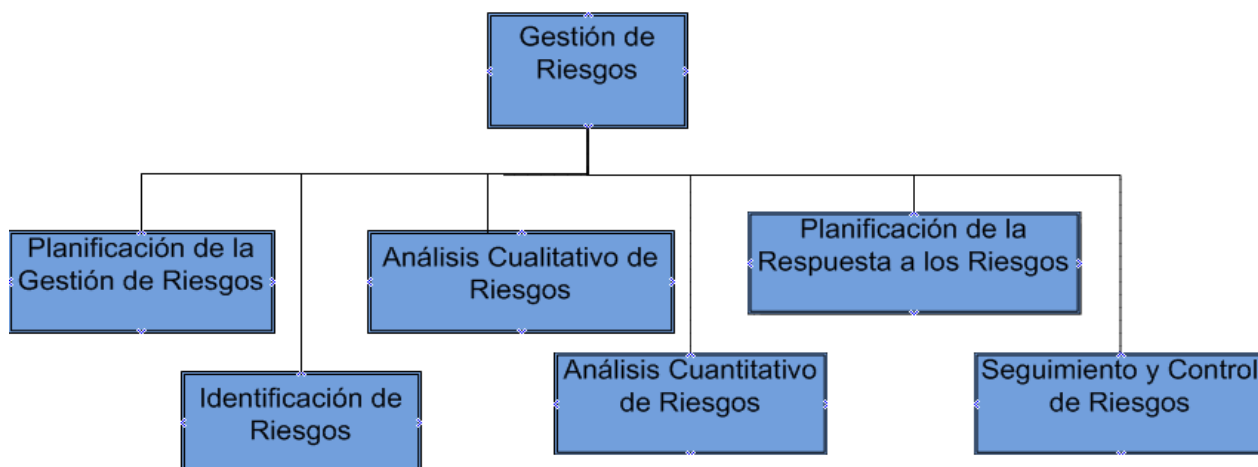 Gestión de
Riesgos
Planificación de la
Gestión de Riesgos
Identificación de
Riesgos
Análisis Cualitativo de
Riesgos
Análisis Cuantitativo
de Riesgos
Planificación de la
Respuesta a los Riesgos
Seguimiento y Control
de Riesgos